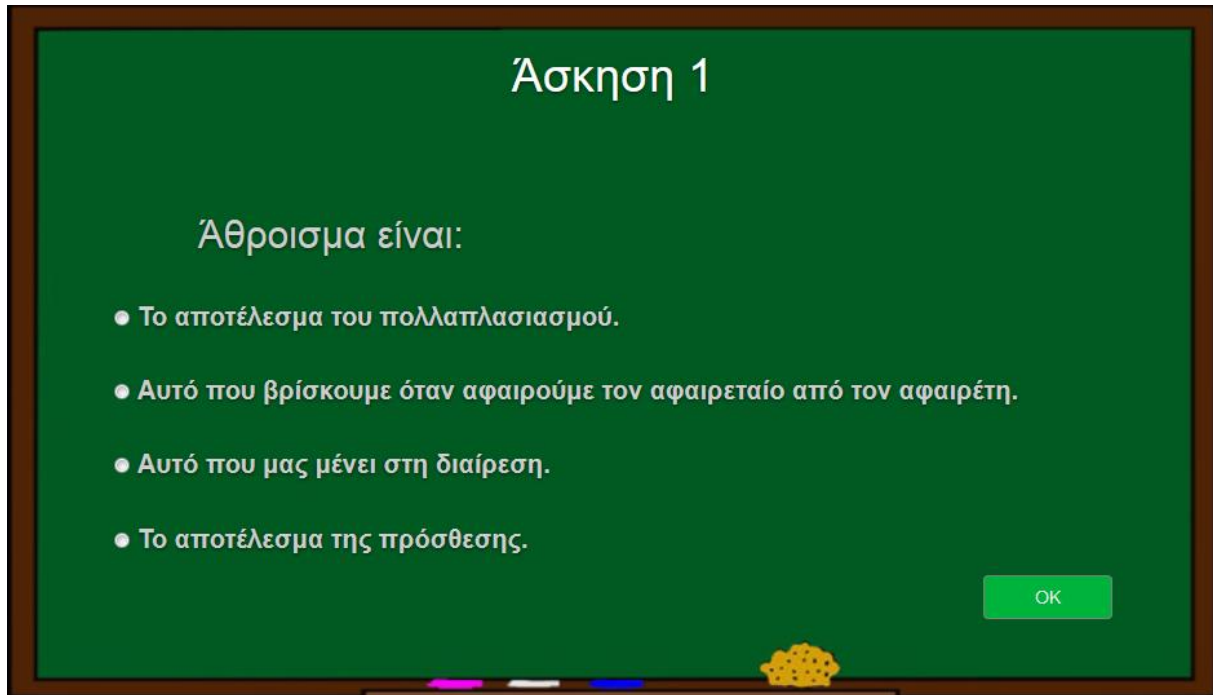 Άσκηση 1
Άθροισμα είναι:
Το αποτέλεσμα του πολλαπλασιασμού.
Αυτό που βρίσκουμε όταν αφαιρούμε τον αφαιρεταίο από τον αφαιρέτη.
Αυτό που μας μένει στη διαίρεση.
Το αποτέλεσμα της πρόσθεσης.
OK